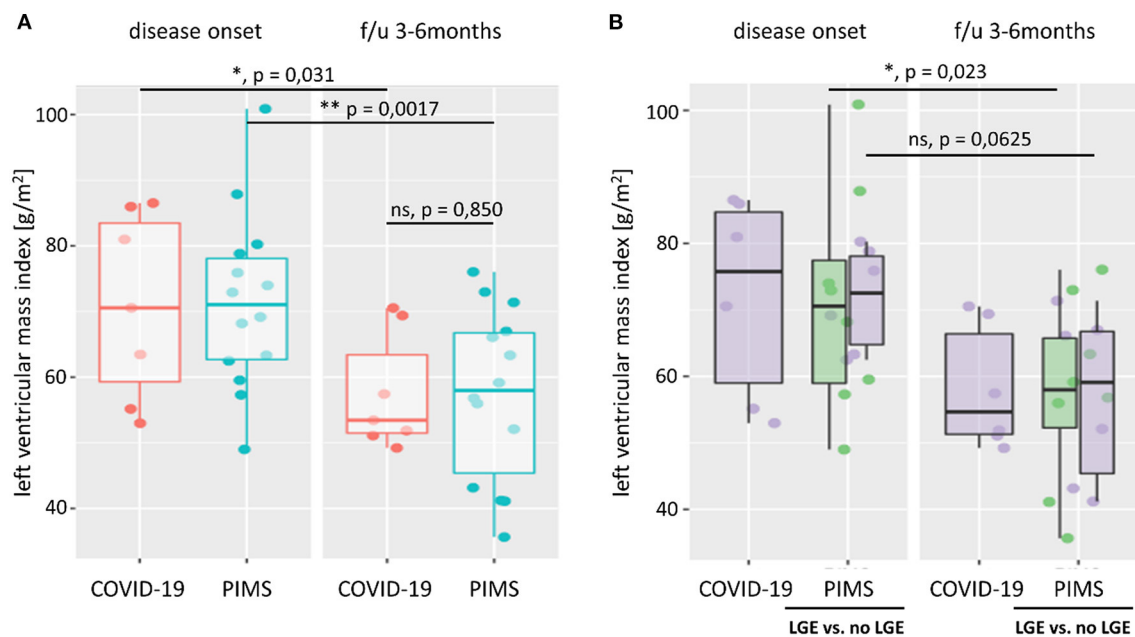 A
disease onset
f/u 3-6months
*, p = 0,031
** p = 0,0017
ns, p = 0,850
left ventricular mass index [g/m²]
100
80
60
40
COVID-19
PIMS
COVID-19
PIMS
B
disease onset
f/u 3-6months
*, p = 0,023
ns, p = 0,0625
left ventricular mass index [g/m²]
100
80
60
40
COVID-19
PIMS
COVID-19
PIMS
LGE vs. no LGE
LGE vs. no LGE